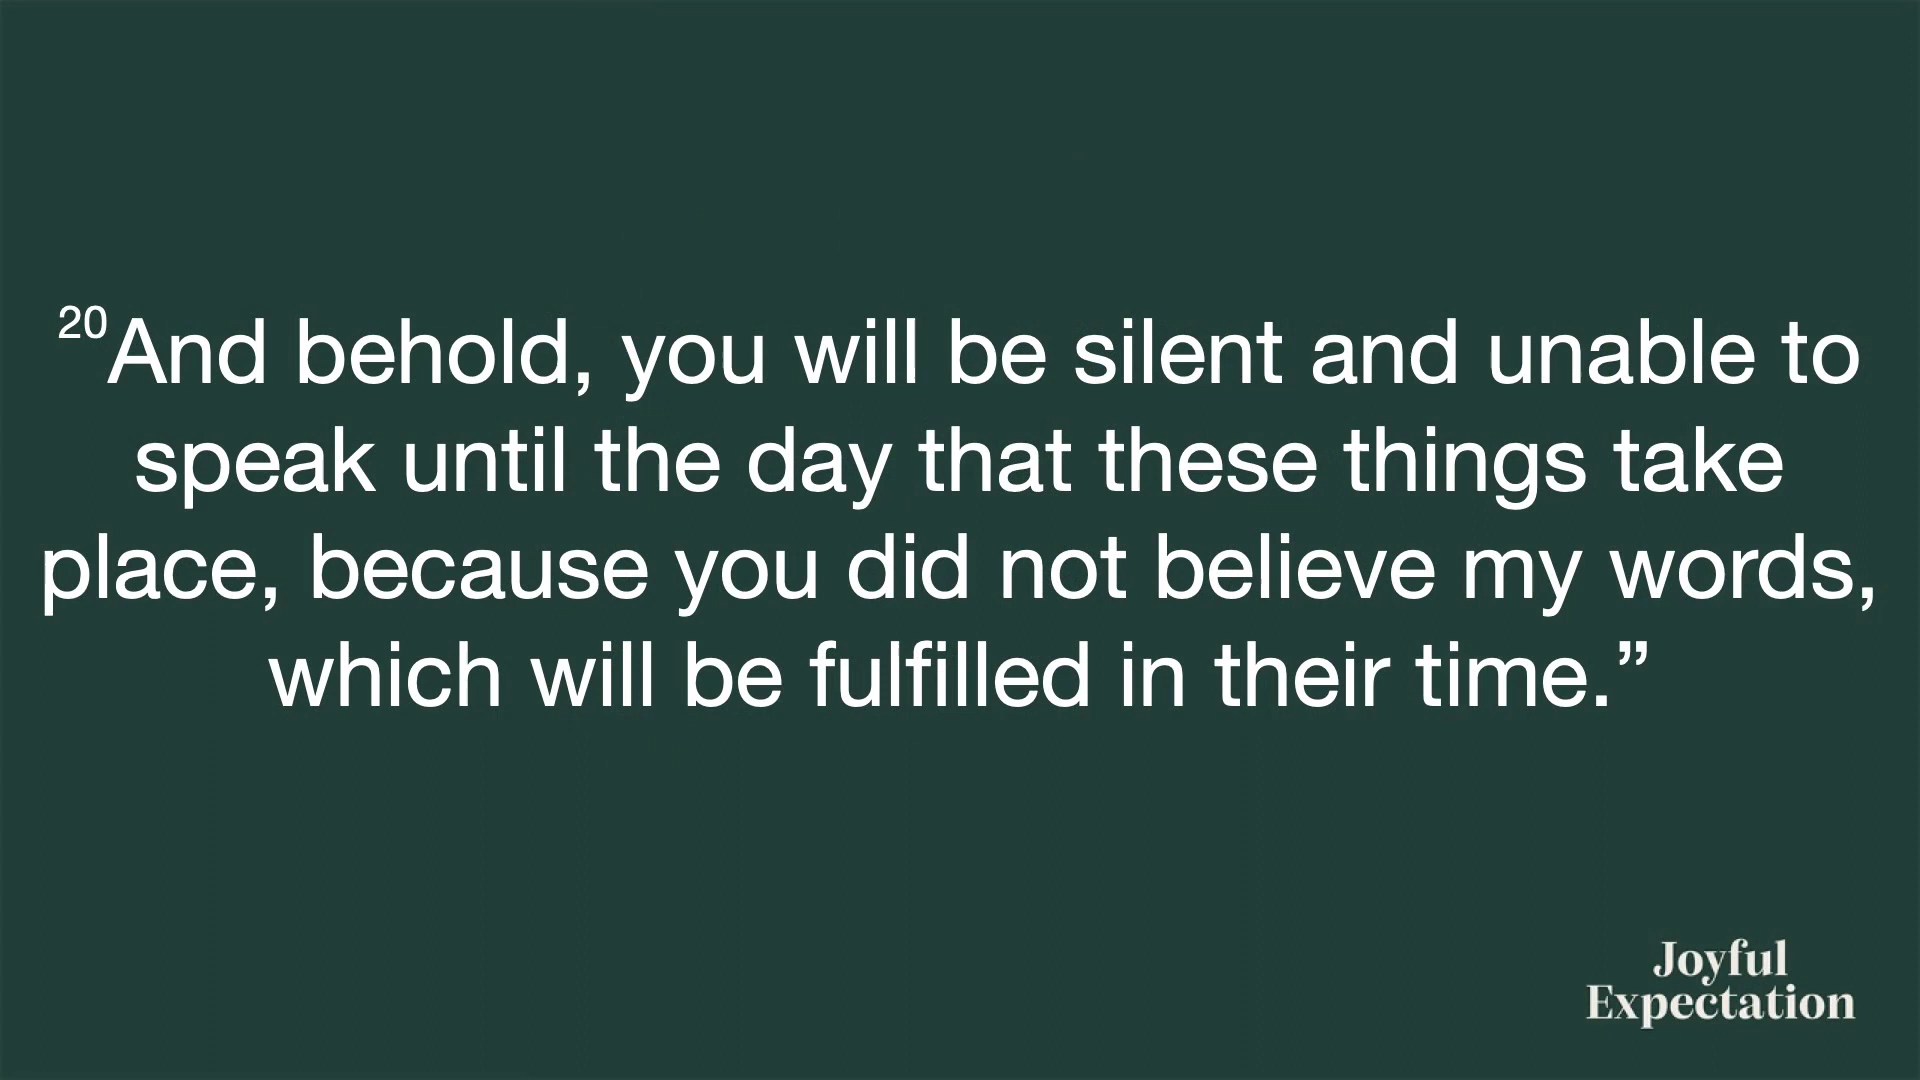 20And behold, you will be silent and unable to
speak until the day that these things take
place, because you did not believe my words,
which will be fulfilled in their time.”
Joyful
Expectation